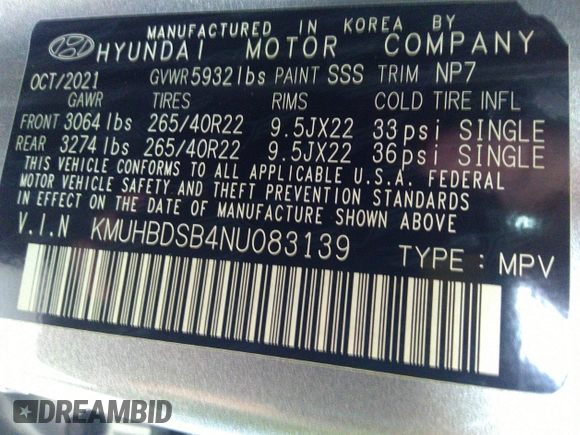 MANUFACTURED IN KOREA BY
HYUNDAI MOTOR COMPANY
OCT/2021 GVWR 5932 lbs PAINT SSS TRIM NP7
GAWR TIRES RIMS COLD TIRE INFL
FRONT 3064 lbs 265/40R22 9.5JX22 33psi SINGLE
REAR 3274 lbs 265/40R22 9.5JX22 36psi SINGLE
THIS VEHICLE CONFORMS TO ALL APPLICABLE U.S.A. FEDERAL
MOTOR VEHICLE SAFETY AND THEFT PREVENTION STANDARDS
IN EFFECT ON THE DATE OF MANUFACTURE SHOWN ABOVE
V.I.N KMUHBDSB4NU083139
TYPE : MPV
DREAMBID